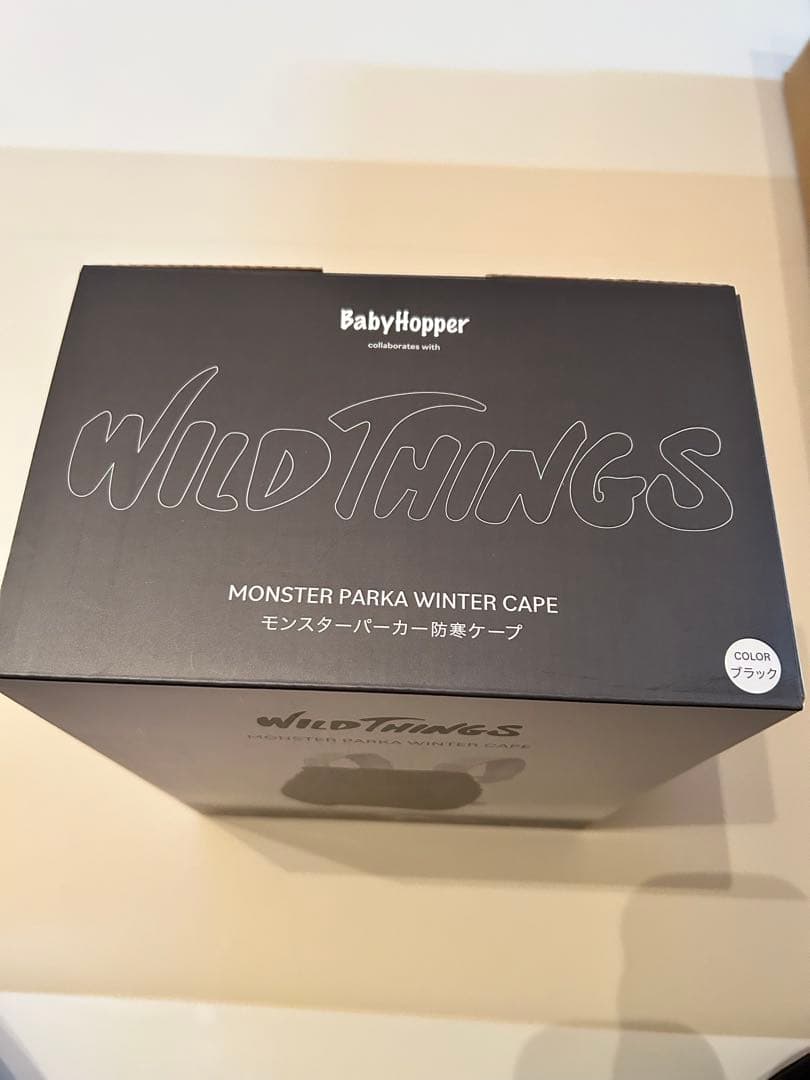 BabyHopper
collaborates with
WILDTHINGS
MONSTER PARKA WINTER CAPE
モンスターパーカー防寒ケープ
COLOR
ブラック
WILDTHINGS
MONSTER PARKA WINTER CAPE